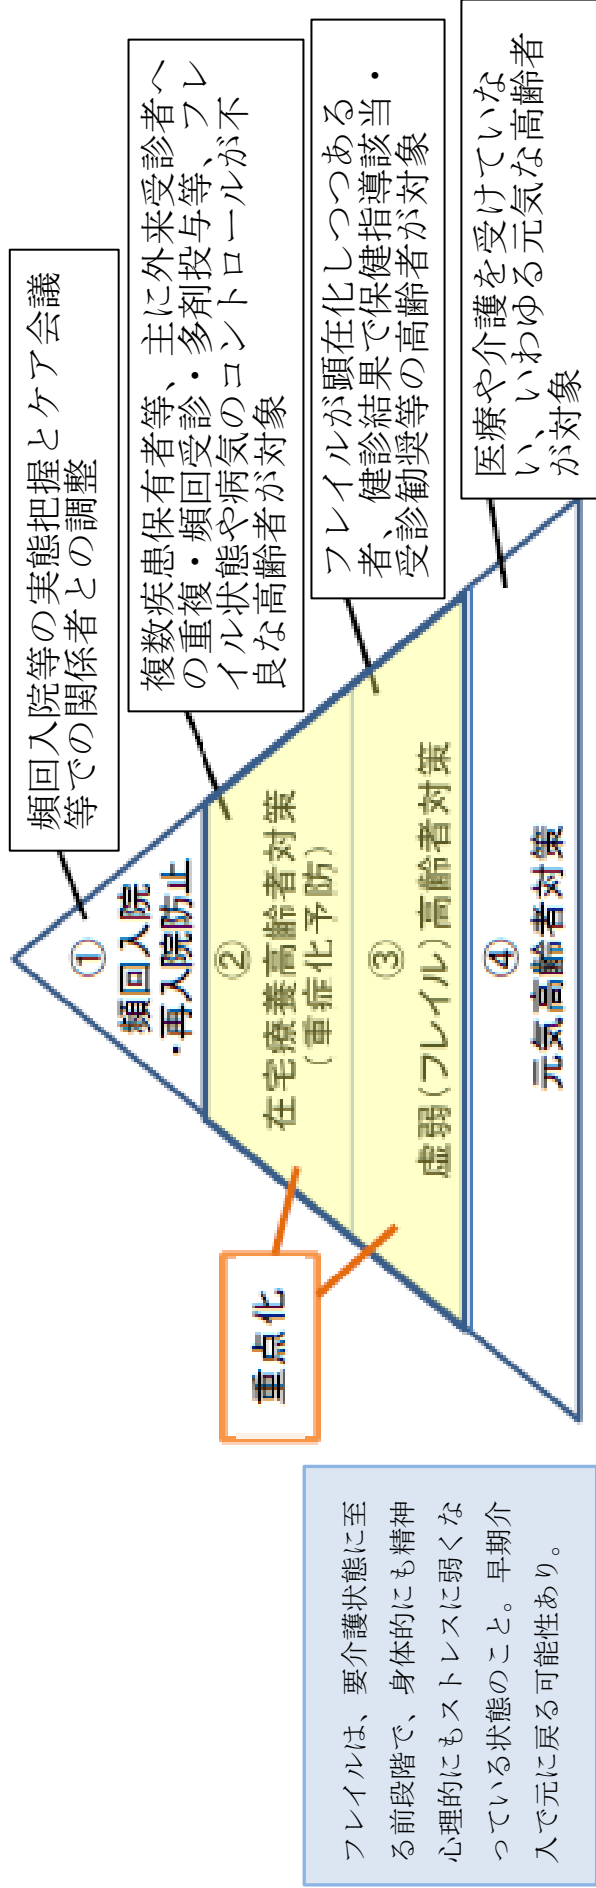 頻回入院等の実態把握とケア会議
等での関係者との調整
複数疾患保有者等、主に外来受診者へ
の重複・頻回受診・多剤投与等、フレ
イル状態や病気のコントロールが不
良な高齢者が対象
フレイルが顕在化しつつある
者、健診結果で保健指導該当・
受診勧奨等の高齢者が対象
医療や介護を受けていな
い、いわゆる元気な高齢者
が対象
①
頻回入院
・再入院防止
②
在宅療養高齢者対策
（重症化予防）
③
虚弱（フレイル）高齢者対策
④
元気高齢者対策
重点化
フレイルは、要介護状態に至
る前段階で、身体的にも精神
心理的にもストレスに弱くな
っている状態のこと。早期介
入で元に戻る可能性あり。